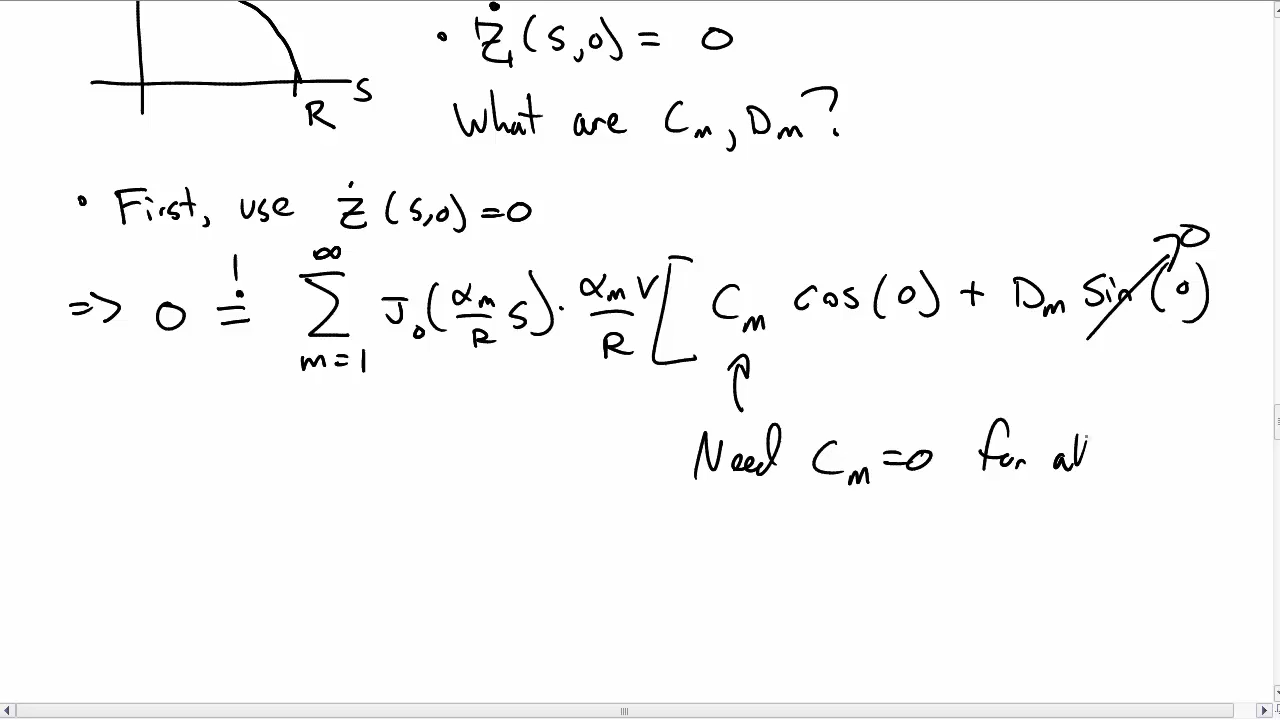 • ż(s,0) = 0
R s
What are Cm, Dm?
• First, use ż(s,0)=0
=> 0 =! ∑_{m=1}^{∞} J₀(αm/R s)·αm v/R [Cm cos(0) + Dm sin(0) → 0
Need Cm=0 for all